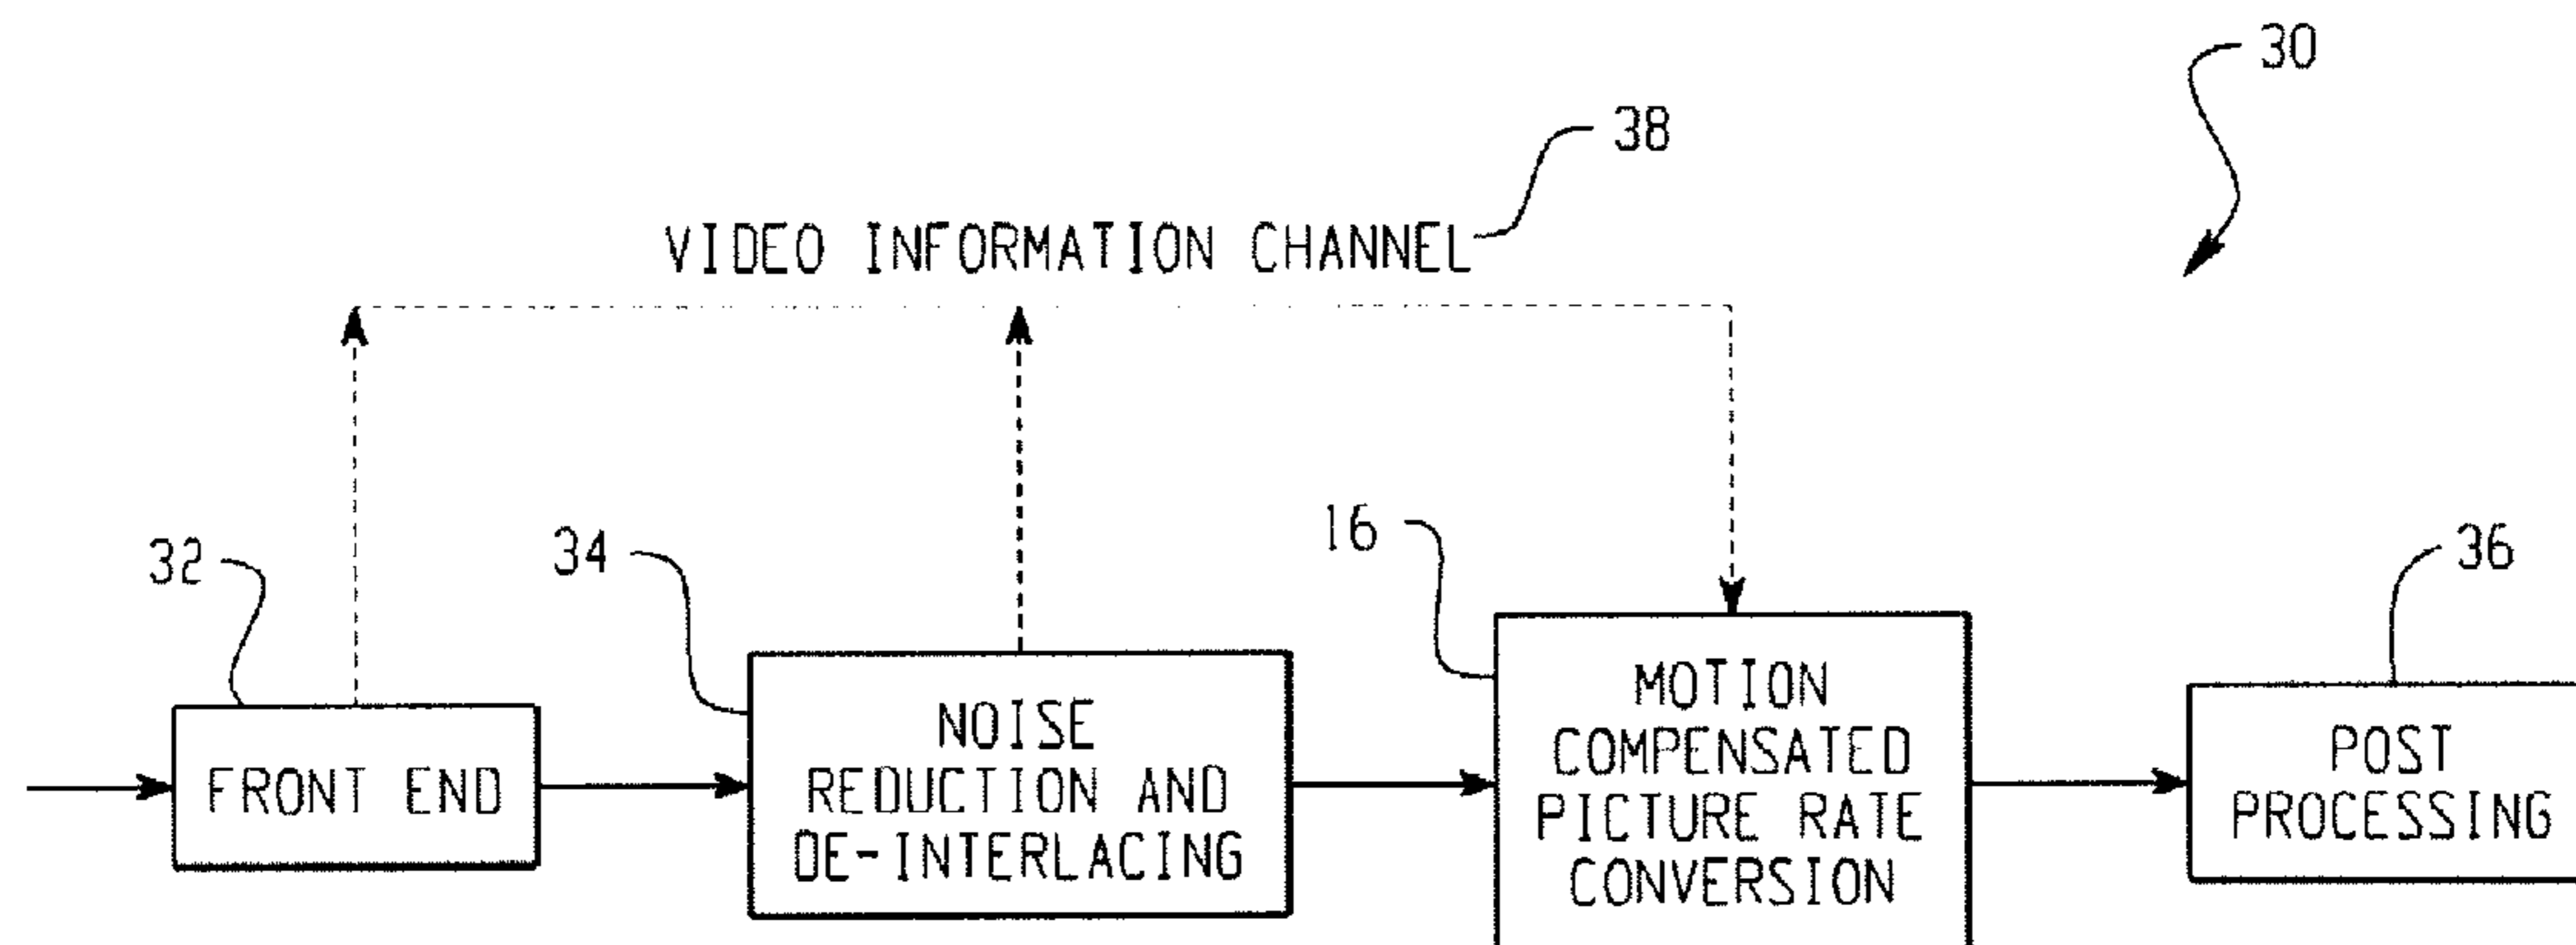 30
38
VIDEO INFORMATION CHANNEL
32
34
16
36
FRONT END
NOISE
REDUCTION AND
DE-INTERLACING
MOTION
COMPENSATED
PICTURE RATE
CONVERSION
POST
PROCESSING